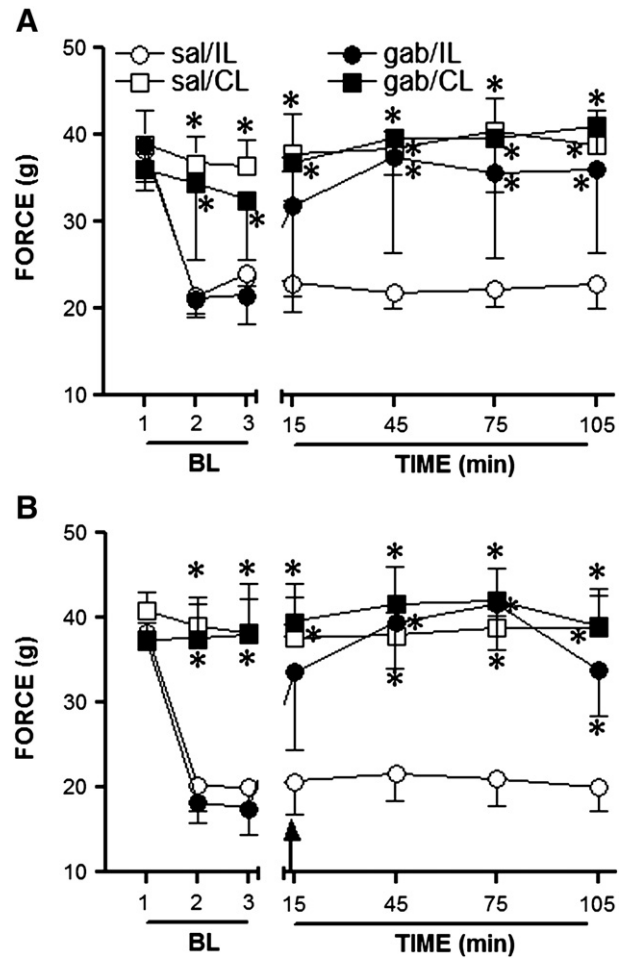 A
sal/IL gab/IL
sal/CL gab/CL
50
40
30
20
10
FORCE (g)
* * * * * *
* * * * * * * *
1 2 3 15 45 75 105
BL TIME (min)
B
50
40
30
20
10
FORCE (g)
* * * * * *
* * * * * * * * *
1 2 3 15 45 75 105
BL TIME (min)